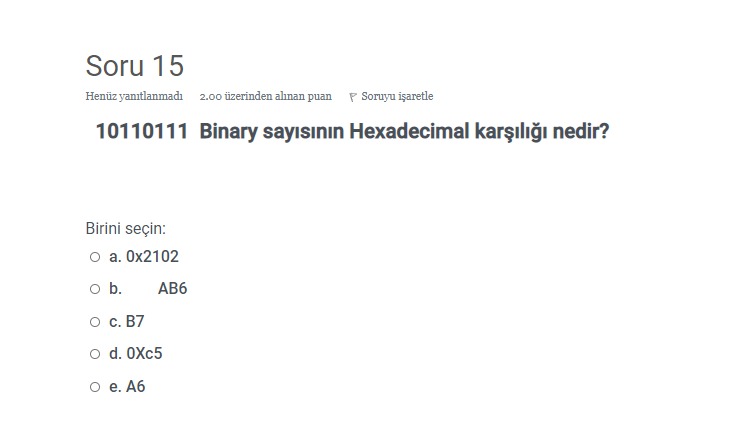 Soru 15
Henüz yanıtlanmadı 2.00 üzerinden alınan puan Soruyu işaretle
10110111 Binary sayısının Hexadecimal karşılığı nedir?
Birini seçin:
a. 0x2102
b. AB6
c. B7
d. 0Xc5
e. A6